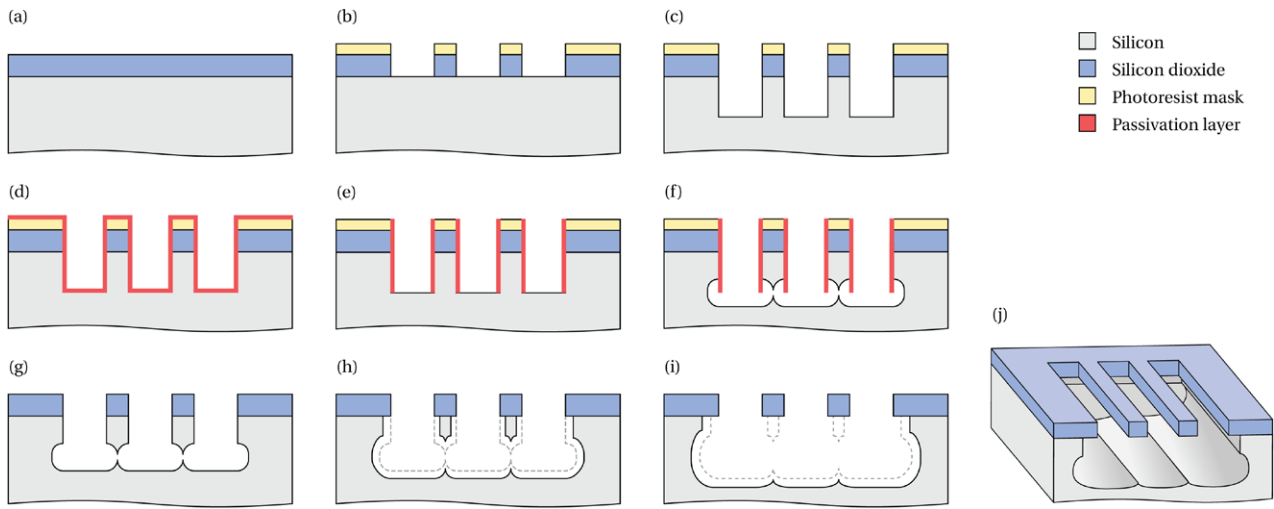 (a)
(b)
(c)
Silicon
Silicon dioxide
Photoresist mask
Passivation layer
(d)
(e)
(f)
(j)
(g)
(h)
(i)